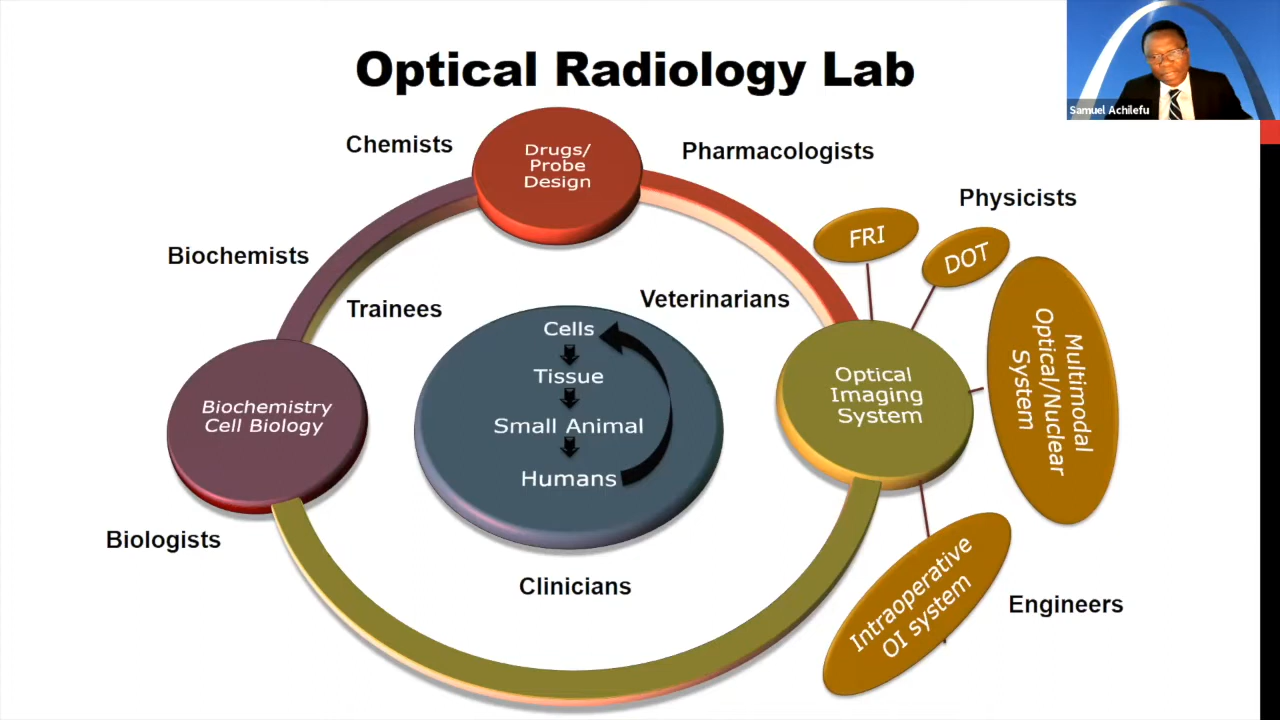 Optical Radiology Lab
Samuel Achilefu
Chemists
Drugs/
Probe
Design
Pharmacologists
Physicists
FRI
DOT
Biochemists
Trainees
Veterinarians
Cells
Tissue
Small Animal
Humans
Biochemistry
Cell Biology
Optical
Imaging
System
Multimodal
Optical/Nuclear
System
Biologists
Clinicians
Intraoperative
OI system
Engineers